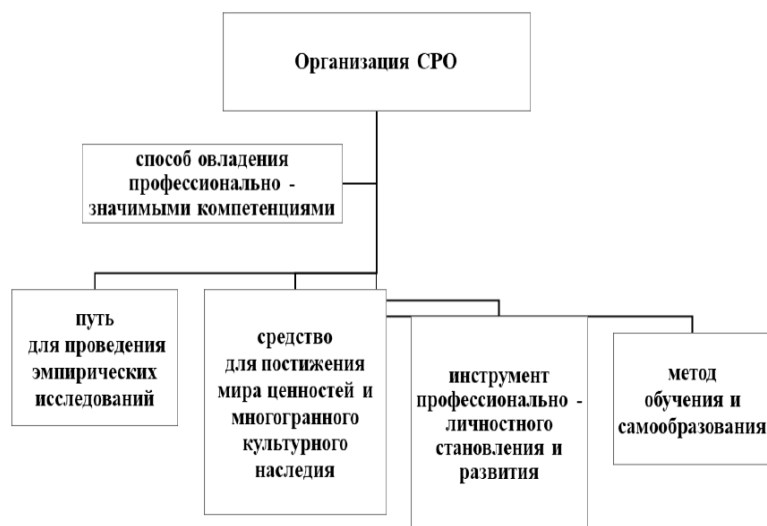 Организация СРО
способ овладения
профессионально -
значимыми компетенциями
путь
для проведения
эмпирических
исследований
средство
для постижения
мира ценностей и
многогранного
культурного
наследия
инструмент
профессионально -
личностного
становления и
развития
метод
обучения и
самообразования